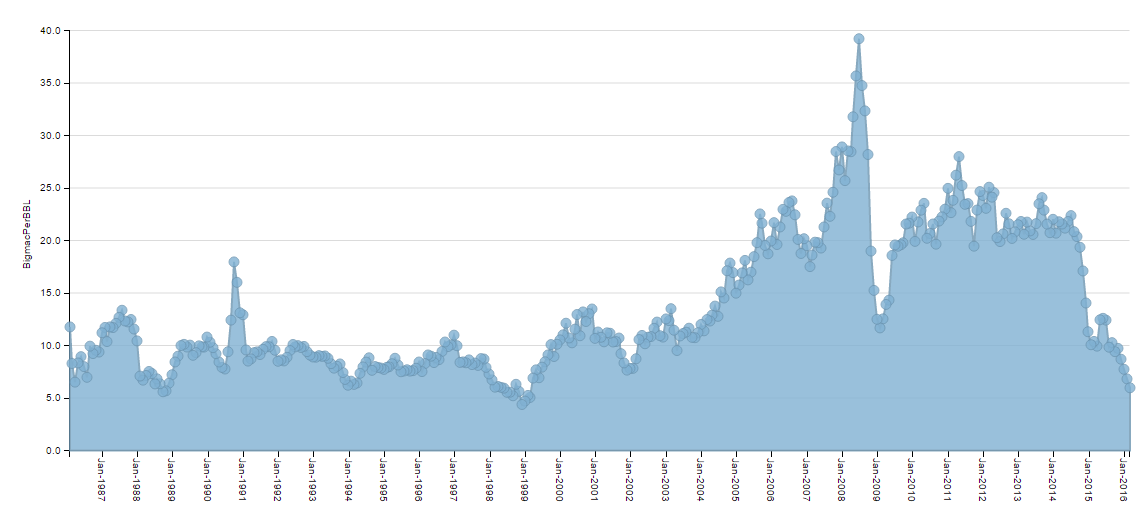 40.0
35.0
30.0
25.0
20.0
15.0
10.0
5.0
0.0
BigmacPerBBL
Jan-1987
Jan-1988
Jan-1989
Jan-1990
Jan-1991
Jan-1992
Jan-1993
Jan-1994
Jan-1995
Jan-1996
Jan-1997
Jan-1998
Jan-1999
Jan-2000
Jan-2001
Jan-2002
Jan-2003
Jan-2004
Jan-2005
Jan-2006
Jan-2007
Jan-2008
Jan-2009
Jan-2010
Jan-2011
Jan-2012
Jan-2013
Jan-2014
Jan-2015
Jan-2016